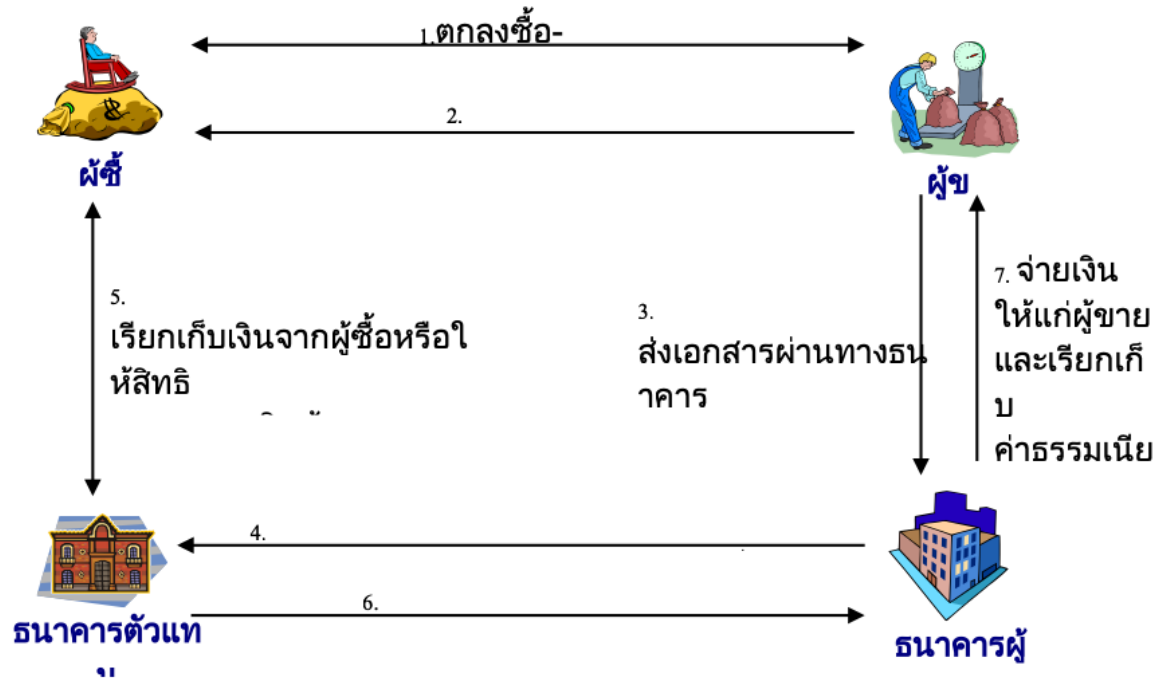 1.ตกลงซื้อ-
2.
ผู้ซื้
ผู้ข
5.
เรียกเก็บเงินจากผู้ซื้อหรือใ
ห้สิทธิ
3.
ส่งเอกสารผ่านทางธน
าคาร
7. จ่ายเงิน
ให้แก่ผู้ขาย
และเรียกเก็
บ
ค่าธรรมเนีย
4.
6.
ธนาคารตัวแท
น
ธนาคารผู้